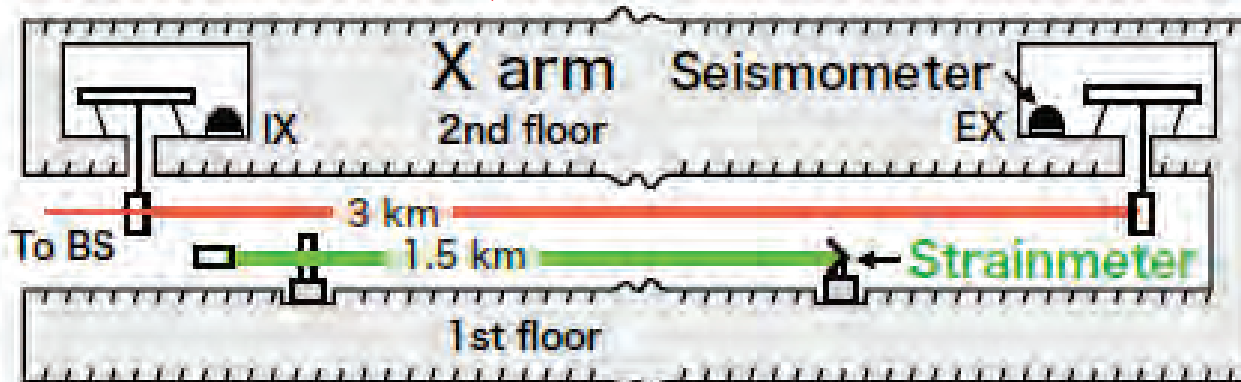 X arm
Seismometer
IX
2nd floor
EX
3 km
To BS
1.5 km
Strainmeter
1st floor